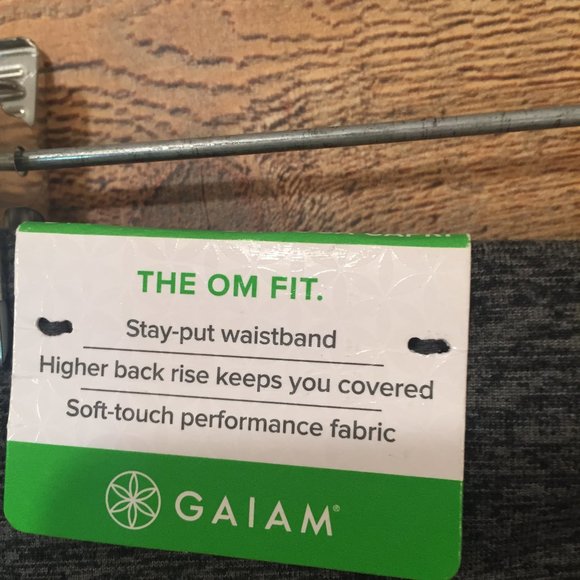 THE OM FIT.
Stay-put waistband
Higher back rise keeps you covered
Soft-touch performance fabric
GAIAM®